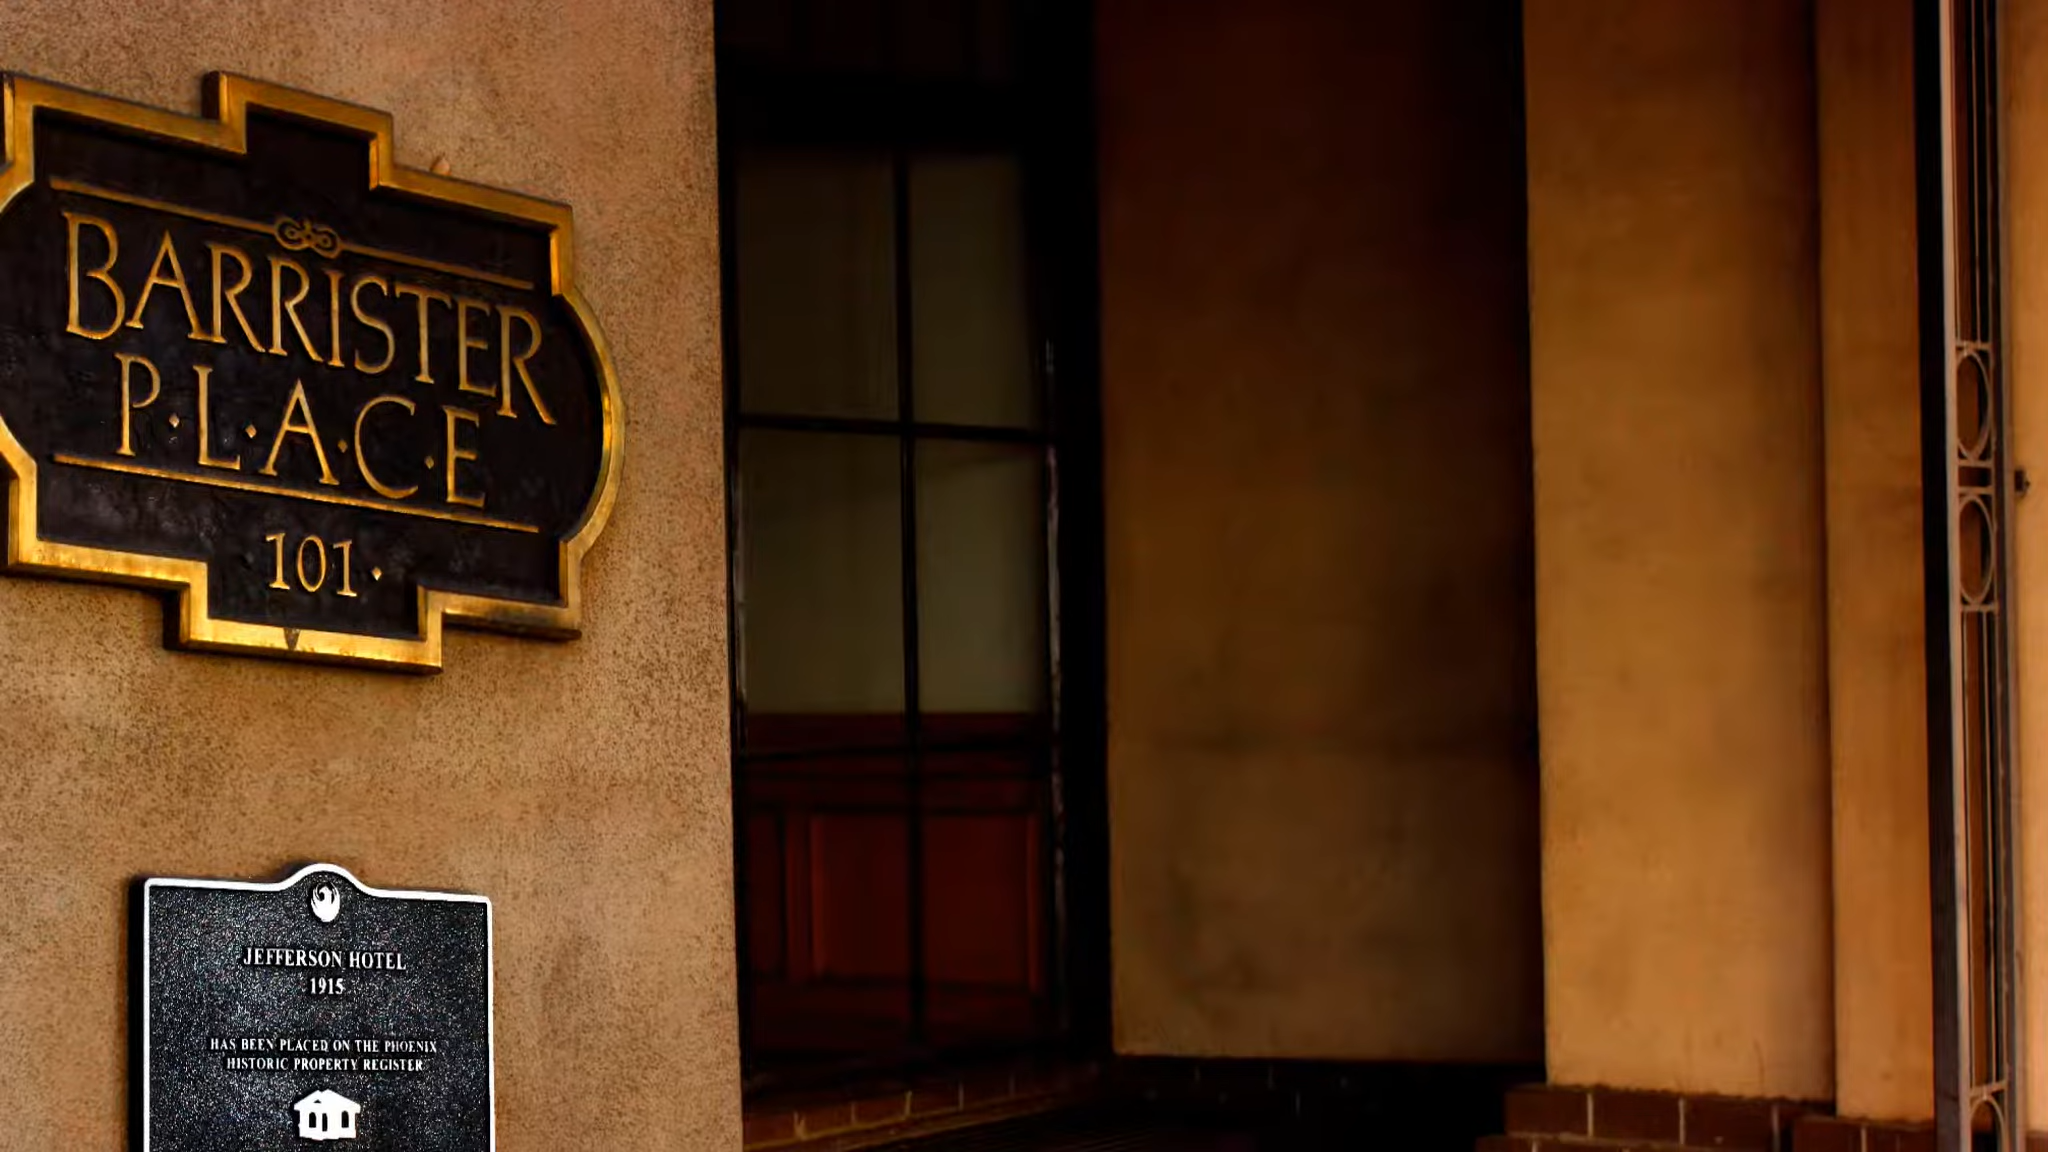 BARRISTER
P·L·A·C·E
101
JEFFERSON HOTEL
1915
HAS BEEN PLACED ON THE PHOENIX
HISTORIC PROPERTY REGISTER